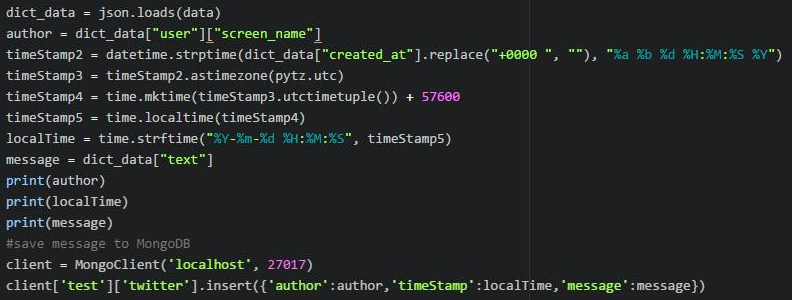 dict_data = json.loads(data)
author = dict_data["user"]["screen_name"]
timeStamp2 = datetime.strptime(dict_data["created_at"].replace("+0000 ", ""), "%a %b %d %H:%M:%S %Y")
timeStamp3 = timeStamp2.astimezone(pytz.utc)
timeStamp4 = time.mktime(timeStamp3.utctimetuple()) + 57600
timeStamp5 = time.localtime(timeStamp4)
localTime = time.strftime("%Y-%m-%d %H:%M:%S", timeStamp5)
message = dict_data["text"]
print(author)
print(localTime)
print(message)
#save message to MongoDB
client = MongoClient('localhost', 27017)
client['test']['twitter'].insert({'author':author,'timeStamp':localTime,'message':message})